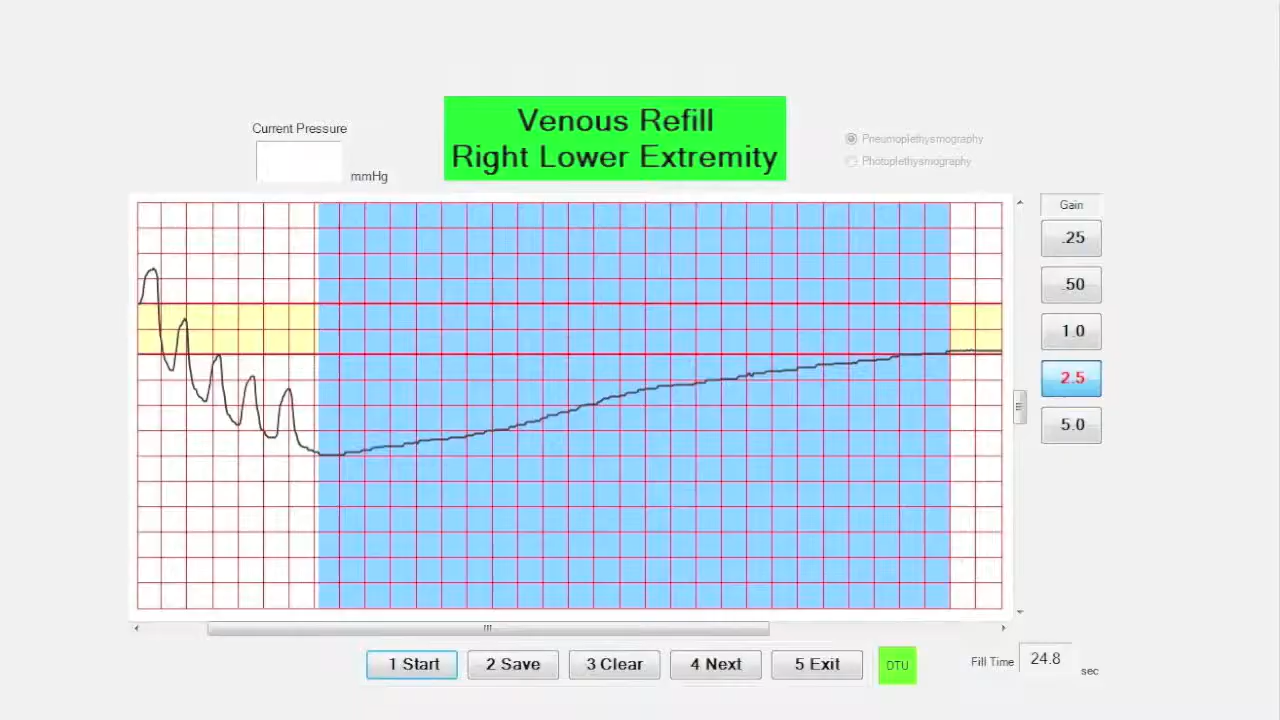 Venous Refill
Right Lower Extremity
Current Pressure
mmHg
Pneumoplethysmography
Photoplethysmography
Gain
.25
.50
1.0
2.5
5.0
1 Start
2 Save
3 Clear
4 Next
5 Exit
DTU
Fill Time
24.8
sec